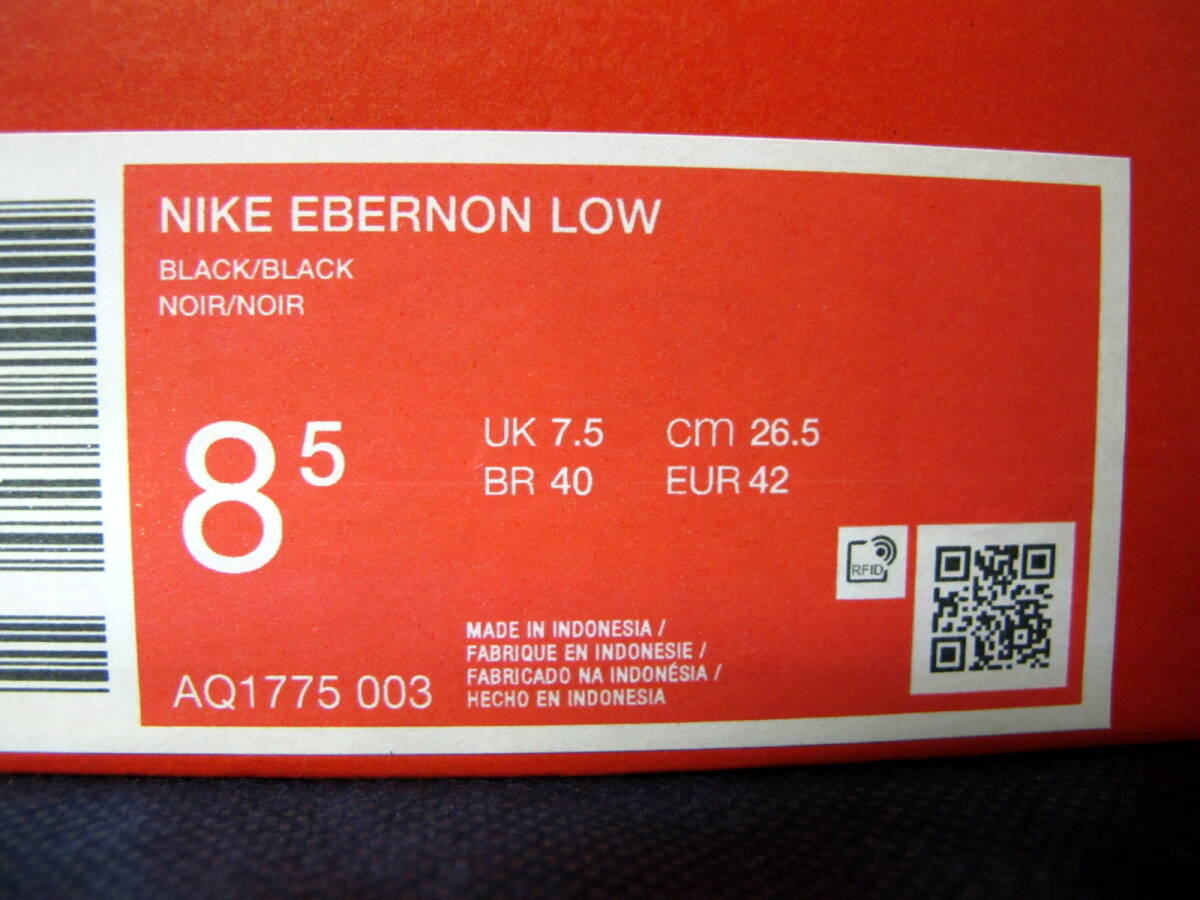 NIKE EBERNON LOW
BLACK/BLACK
NOIR/NOIR
8 5
UK 7.5 cm 26.5
BR 40 EUR 42
RFID
MADE IN INDONESIA /
FABRIQUE EN INDONESIE /
FABRICADO NA INDONÉSIA /
HECHO EN INDONESIA
AQ1775 003